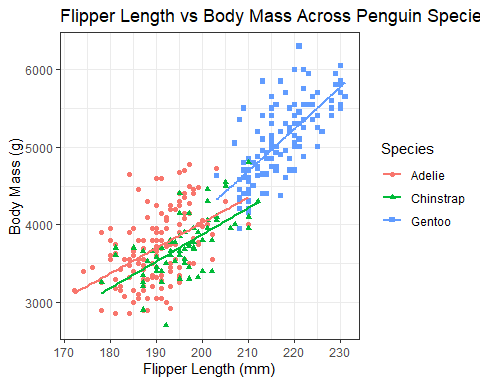 Flipper Length vs Body Mass Across Penguin Specie
6000
5000
4000
3000
Body Mass (g)
170 180 190 200 210 220 230
Flipper Length (mm)
Species
Adelie
Chinstrap
Gentoo